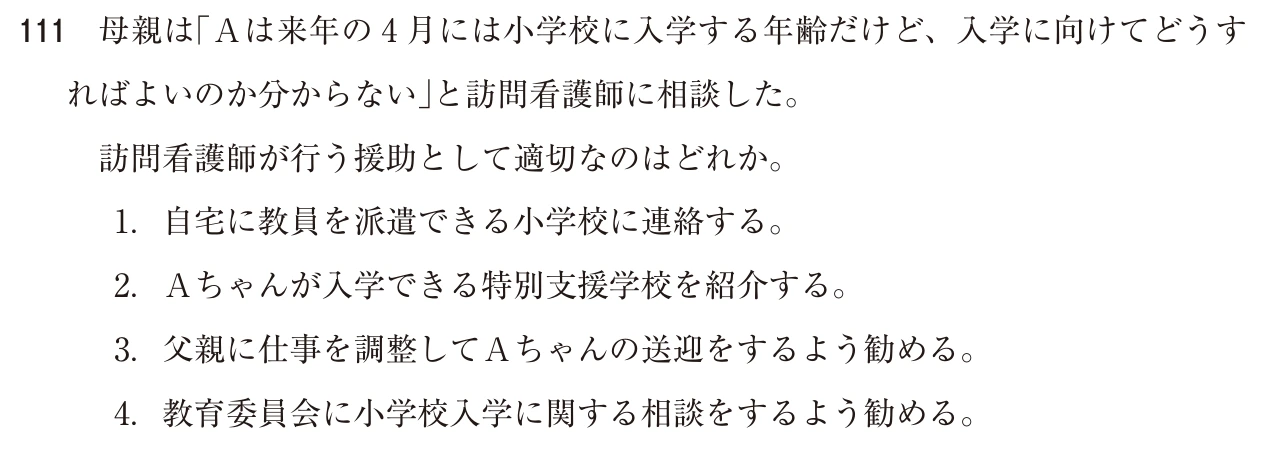 111 母親は「Ａは来年の４月には小学校に入学する年齢だけど、入学に向けてどうす
ればよいのか分からない」と訪問看護師に相談した。
訪問看護師が行う援助として適切なのはどれか。
1. 自宅に教員を派遣できる小学校に連絡する。
2. Ａちゃんが入学できる特別支援学校を紹介する。
3. 父親に仕事を調整してＡちゃんの送迎をするよう勧める。
4. 教育委員会に小学校入学に関する相談をするよう勧める。